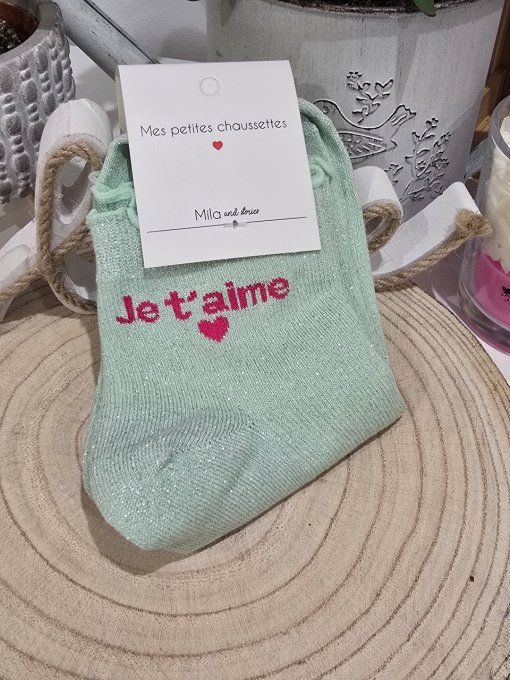 Mes petites chaussettes
Mila and stories
Je t'aime